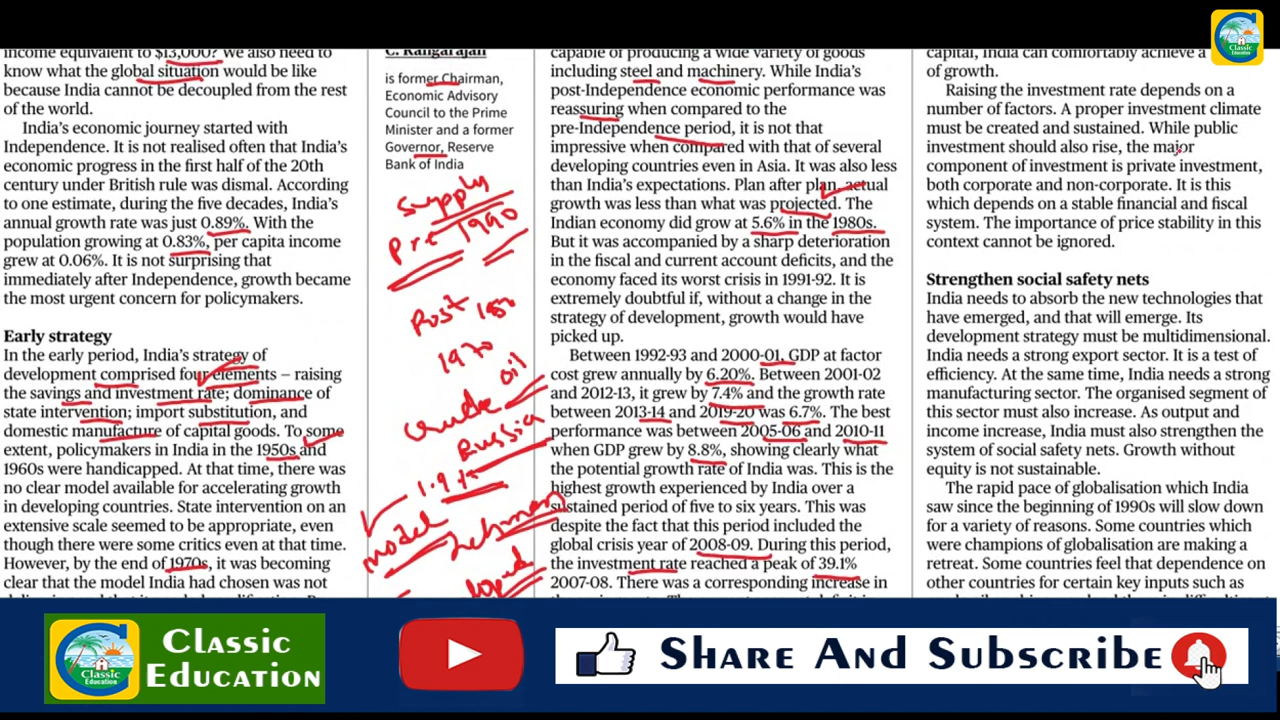 income equivalent to $13,000? We also need to
know what the global situation would be like
because India cannot be decoupled from the rest
of the world.
India's economic journey started with
Independence. It is not realised often that India's
economic progress in the first half of the 20th
century under British rule was dismal. According
to one estimate, during the five decades, India's
annual growth rate was just 0.89%. With the
population growing at 0.83%, per capita income
grew at 0.06%. It is not surprising that
immediately after Independence, growth became
the most urgent concern for policymakers.
Early strategy
In the early period, India's strategy of
development comprised four elements — raising
the savings and investment rate; dominance of
state intervention; import substitution, and
domestic manufacture of capital goods. To some
extent, policymakers in India in the 1950s and
1960s were handicapped. At that time, there was
no clear model available for accelerating growth
in developing countries. State intervention on an
extensive scale seemed to be appropriate, even
though there were some critics even at that time.
However, by the end of 1970s, it was becoming
clear that the model India had chosen was not
C. Rangarajan
is former Chairman,
Economic Advisory
Council to the Prime
Minister and a former
Governor, Reserve
Bank of India
supply
Pre 1990
Post
1970
crude oil
Russia
1.9%
model
capable of producing a wide variety of goods
including steel and machinery. While India's
post-Independence economic performance was
reassuring when compared to the
pre-Independence period, it is not that
impressive when compared with that of several
developing countries even in Asia. It was also less
than India's expectations. Plan after plan, actual
growth was less than what was projected. The
Indian economy did grow at 5.6% in the 1980s.
But it was accompanied by a sharp deterioration
in the fiscal and current account deficits, and the
economy faced its worst crisis in 1991-92. It is
extremely doubtful if, without a change in the
strategy of development, growth would have
picked up.
Between 1992-93 and 2000-01, GDP at factor
cost grew annually by 6.20%. Between 2001-02
and 2012-13, it grew by 7.4% and the growth rate
between 2013-14 and 2019-20 was 6.7%. The best
performance was between 2005-06 and 2010-11
when GDP grew by 8.8%, showing clearly what
the potential growth rate of India was. This is the
highest growth experienced by India over a
sustained period of five to six years. This was
despite the fact that this period included the
global crisis year of 2008-09. During this period,
the investment rate reached a peak of 39.1%
2007-08. There was a corresponding increase in
capital, India can comfortably achieve a
of growth.
Raising the investment rate depends on a
number of factors. A proper investment climate
must be created and sustained. While public
investment should also rise, the major
component of investment is private investment,
both corporate and non-corporate. It is this
which depends on a stable financial and fiscal
system. The importance of price stability in this
context cannot be ignored.
Strengthen social safety nets
India needs to absorb the new technologies that
have emerged, and that will emerge. Its
development strategy must be multidimensional.
India needs a strong export sector. It is a test of
efficiency. At the same time, India needs a strong
manufacturing sector. The organised segment of
this sector must also increase. As output and
income increase, India must also strengthen the
system of social safety nets. Growth without
equity is not sustainable.
The rapid pace of globalisation which India
saw since the beginning of 1990s will slow down
for a variety of reasons. Some countries which
were champions of globalisation are making a
retreat. Some countries feel that dependence on
other countries for certain key inputs such as
Classic
Education
Classic
Education
Classic
Education
Share And Subscribe